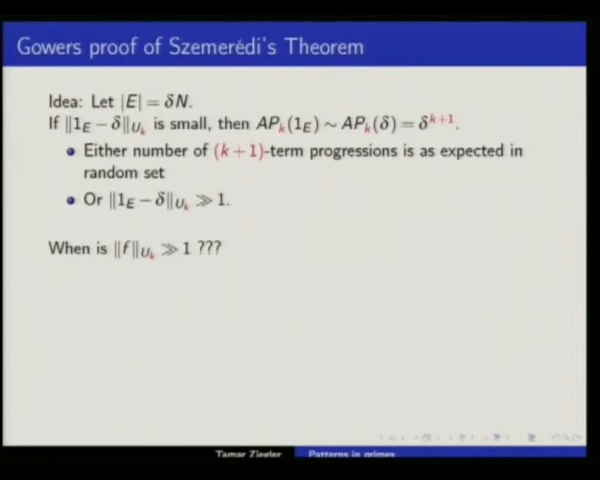 Gowers proof of Szemerédi's Theorem
Idea: Let |E| = δN.
If ‖1_E − δ‖_{U_k} is small, then AP_k(1_E) ∼ AP_k(δ) = δ^{k+1}.
• Either number of (k+1)-term progressions is as expected in
random set
• Or ‖1_E − δ‖_{U_k} ≫ 1.
When is ‖f‖_{U_k} ≫ 1 ???
Tamar Ziegler Patterns in primes